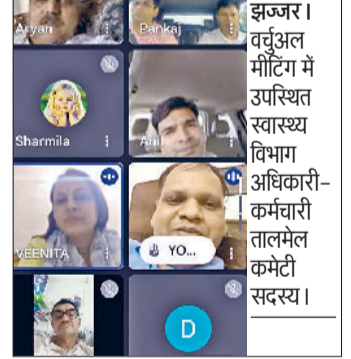 Aryan
Pankaj
Sharmila
Anil
VEENITA
YO...
D
झज्जर।
वर्चुअल
मीटिंग में
उपस्थित
स्वास्थ्य
विभाग
अधिकारी-
कर्मचारी
तालमेल
कमेटी
सदस्य।